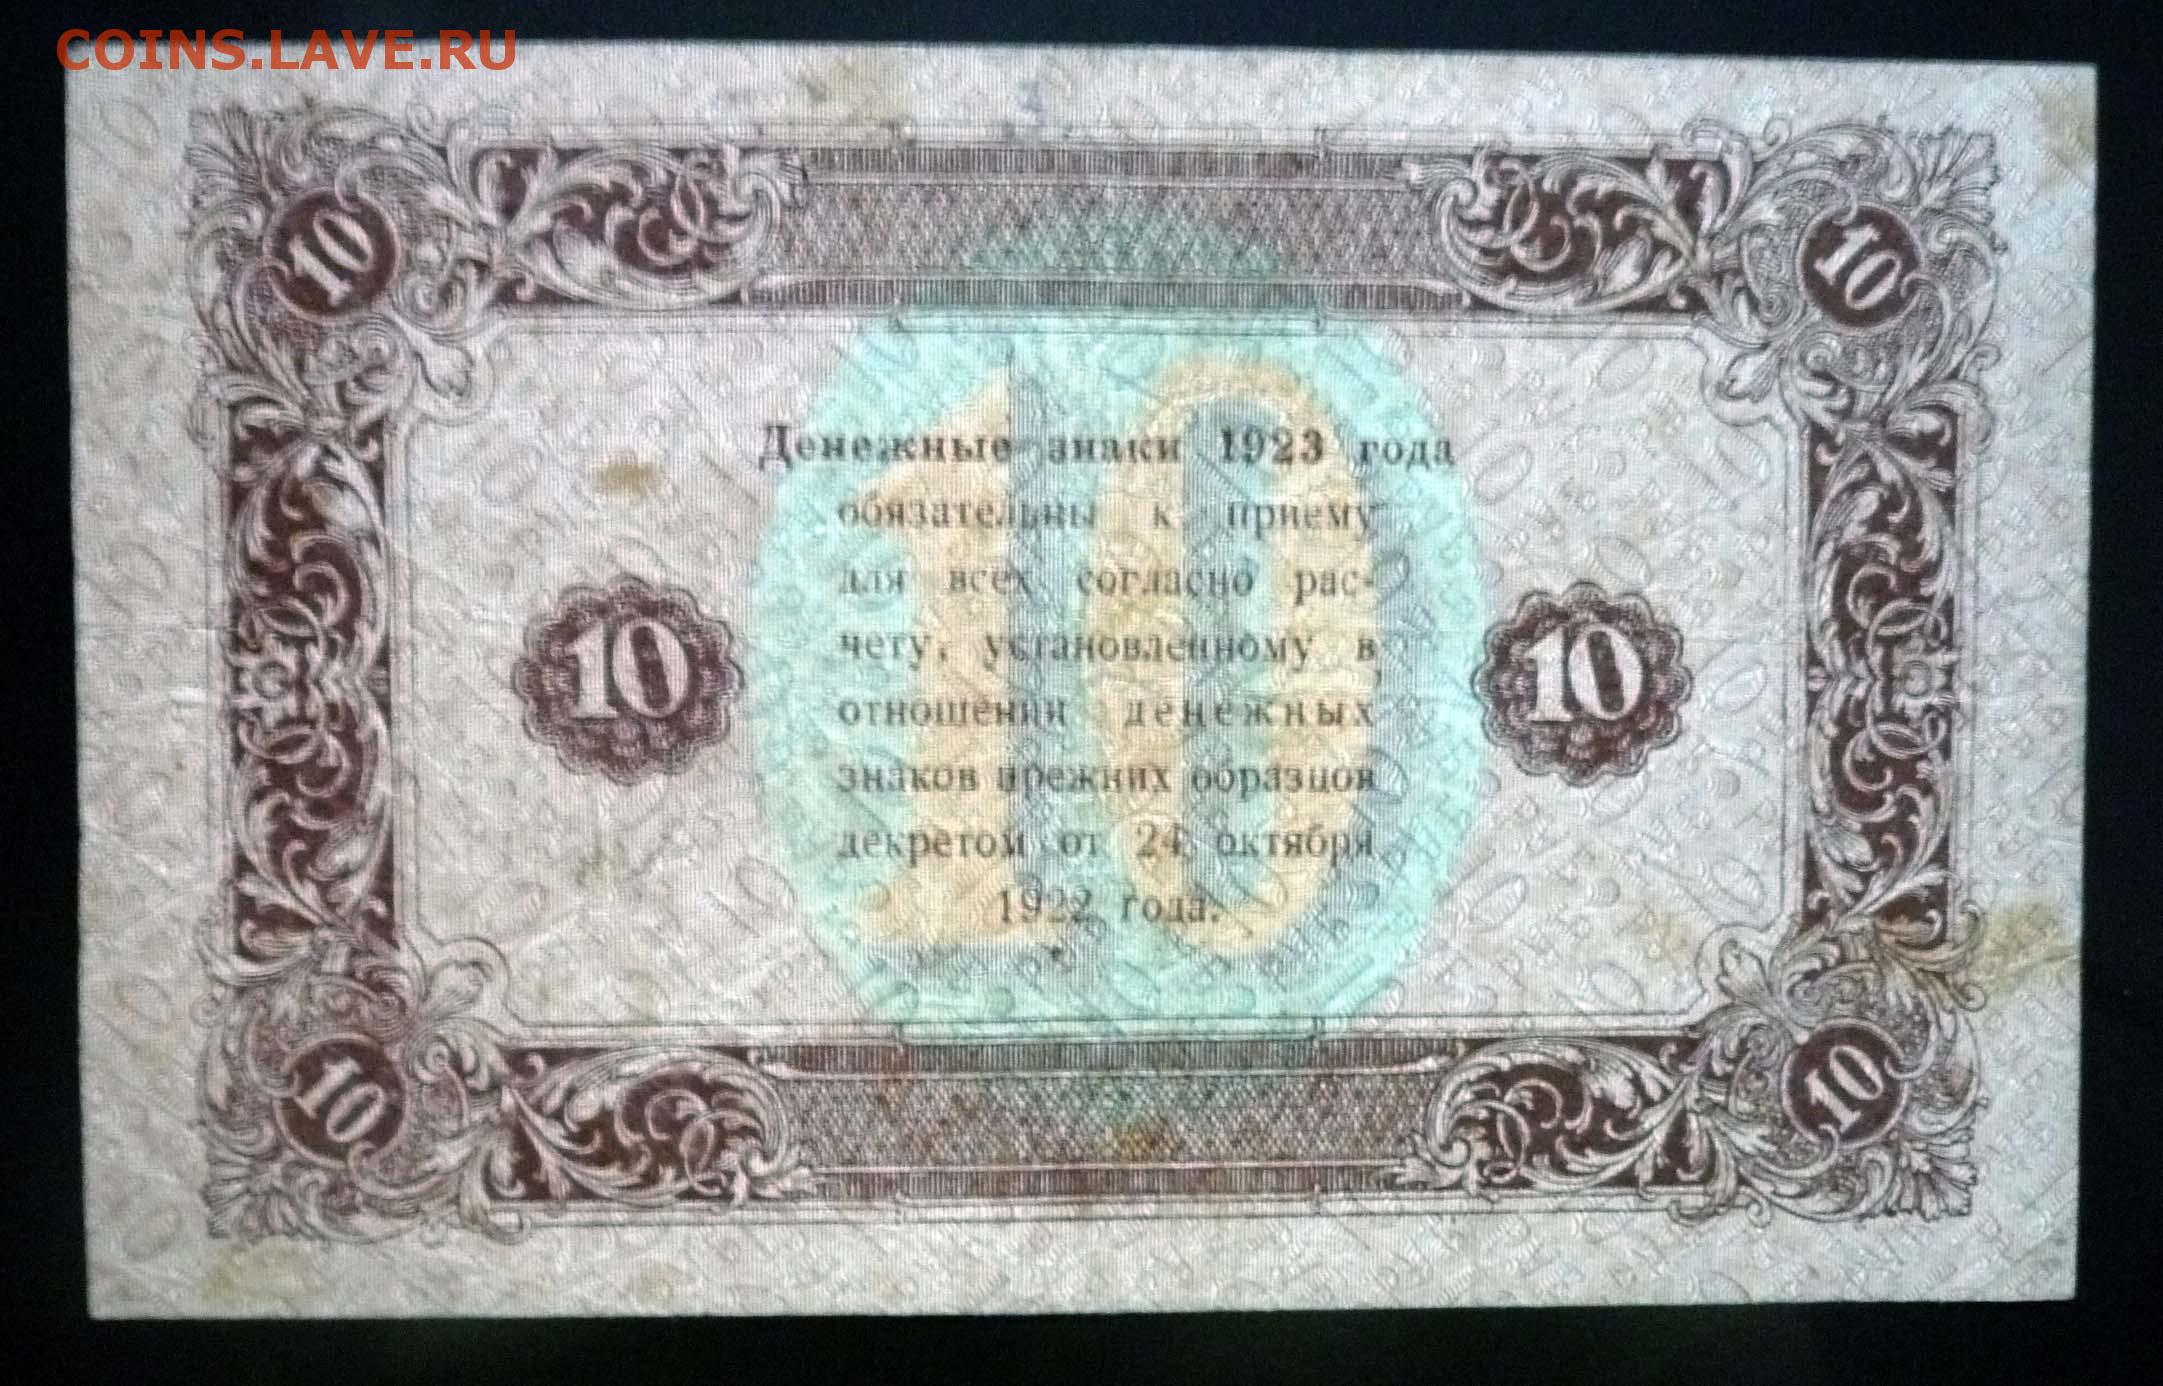 COINS.LAVE.RU
10 10
10
Денежные знаки 1923 года
обязательны к приему
для всех согласно рас-
чету, установленному в
10 10
отношении денежных
знаков прежних образцов
декретом от 24 октября
1922 года.
10 10